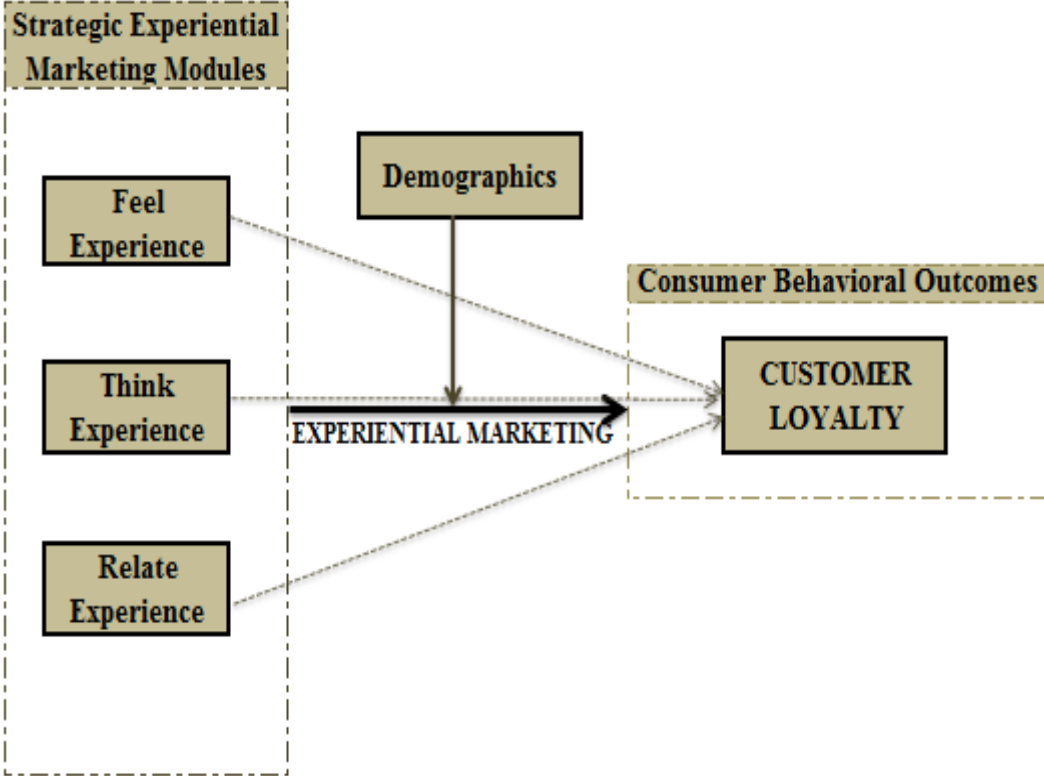 Strategic Experiential
Marketing Modules
Feel
Experience
Demographics
Consumer Behavioral Outcomes
Think
Experience
EXPERIENTIAL MARKETING
CUSTOMER
LOYALTY
Relate
Experience